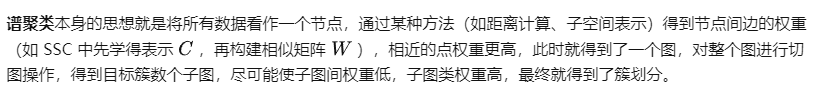 谱聚类本身的思想就是将所有数据看作一个节点，通过某种方法（如距离计算、子空间表示）得到节点间边的权重
（如 SSC 中先学得表示 C ，再构建相似矩阵 W ），相近的点权重更高，此时就得到了一个图，对整个图进行切
图操作，得到目标簇数个子图，尽可能使子图间权重低，子图类权重高，最终就得到了簇划分。